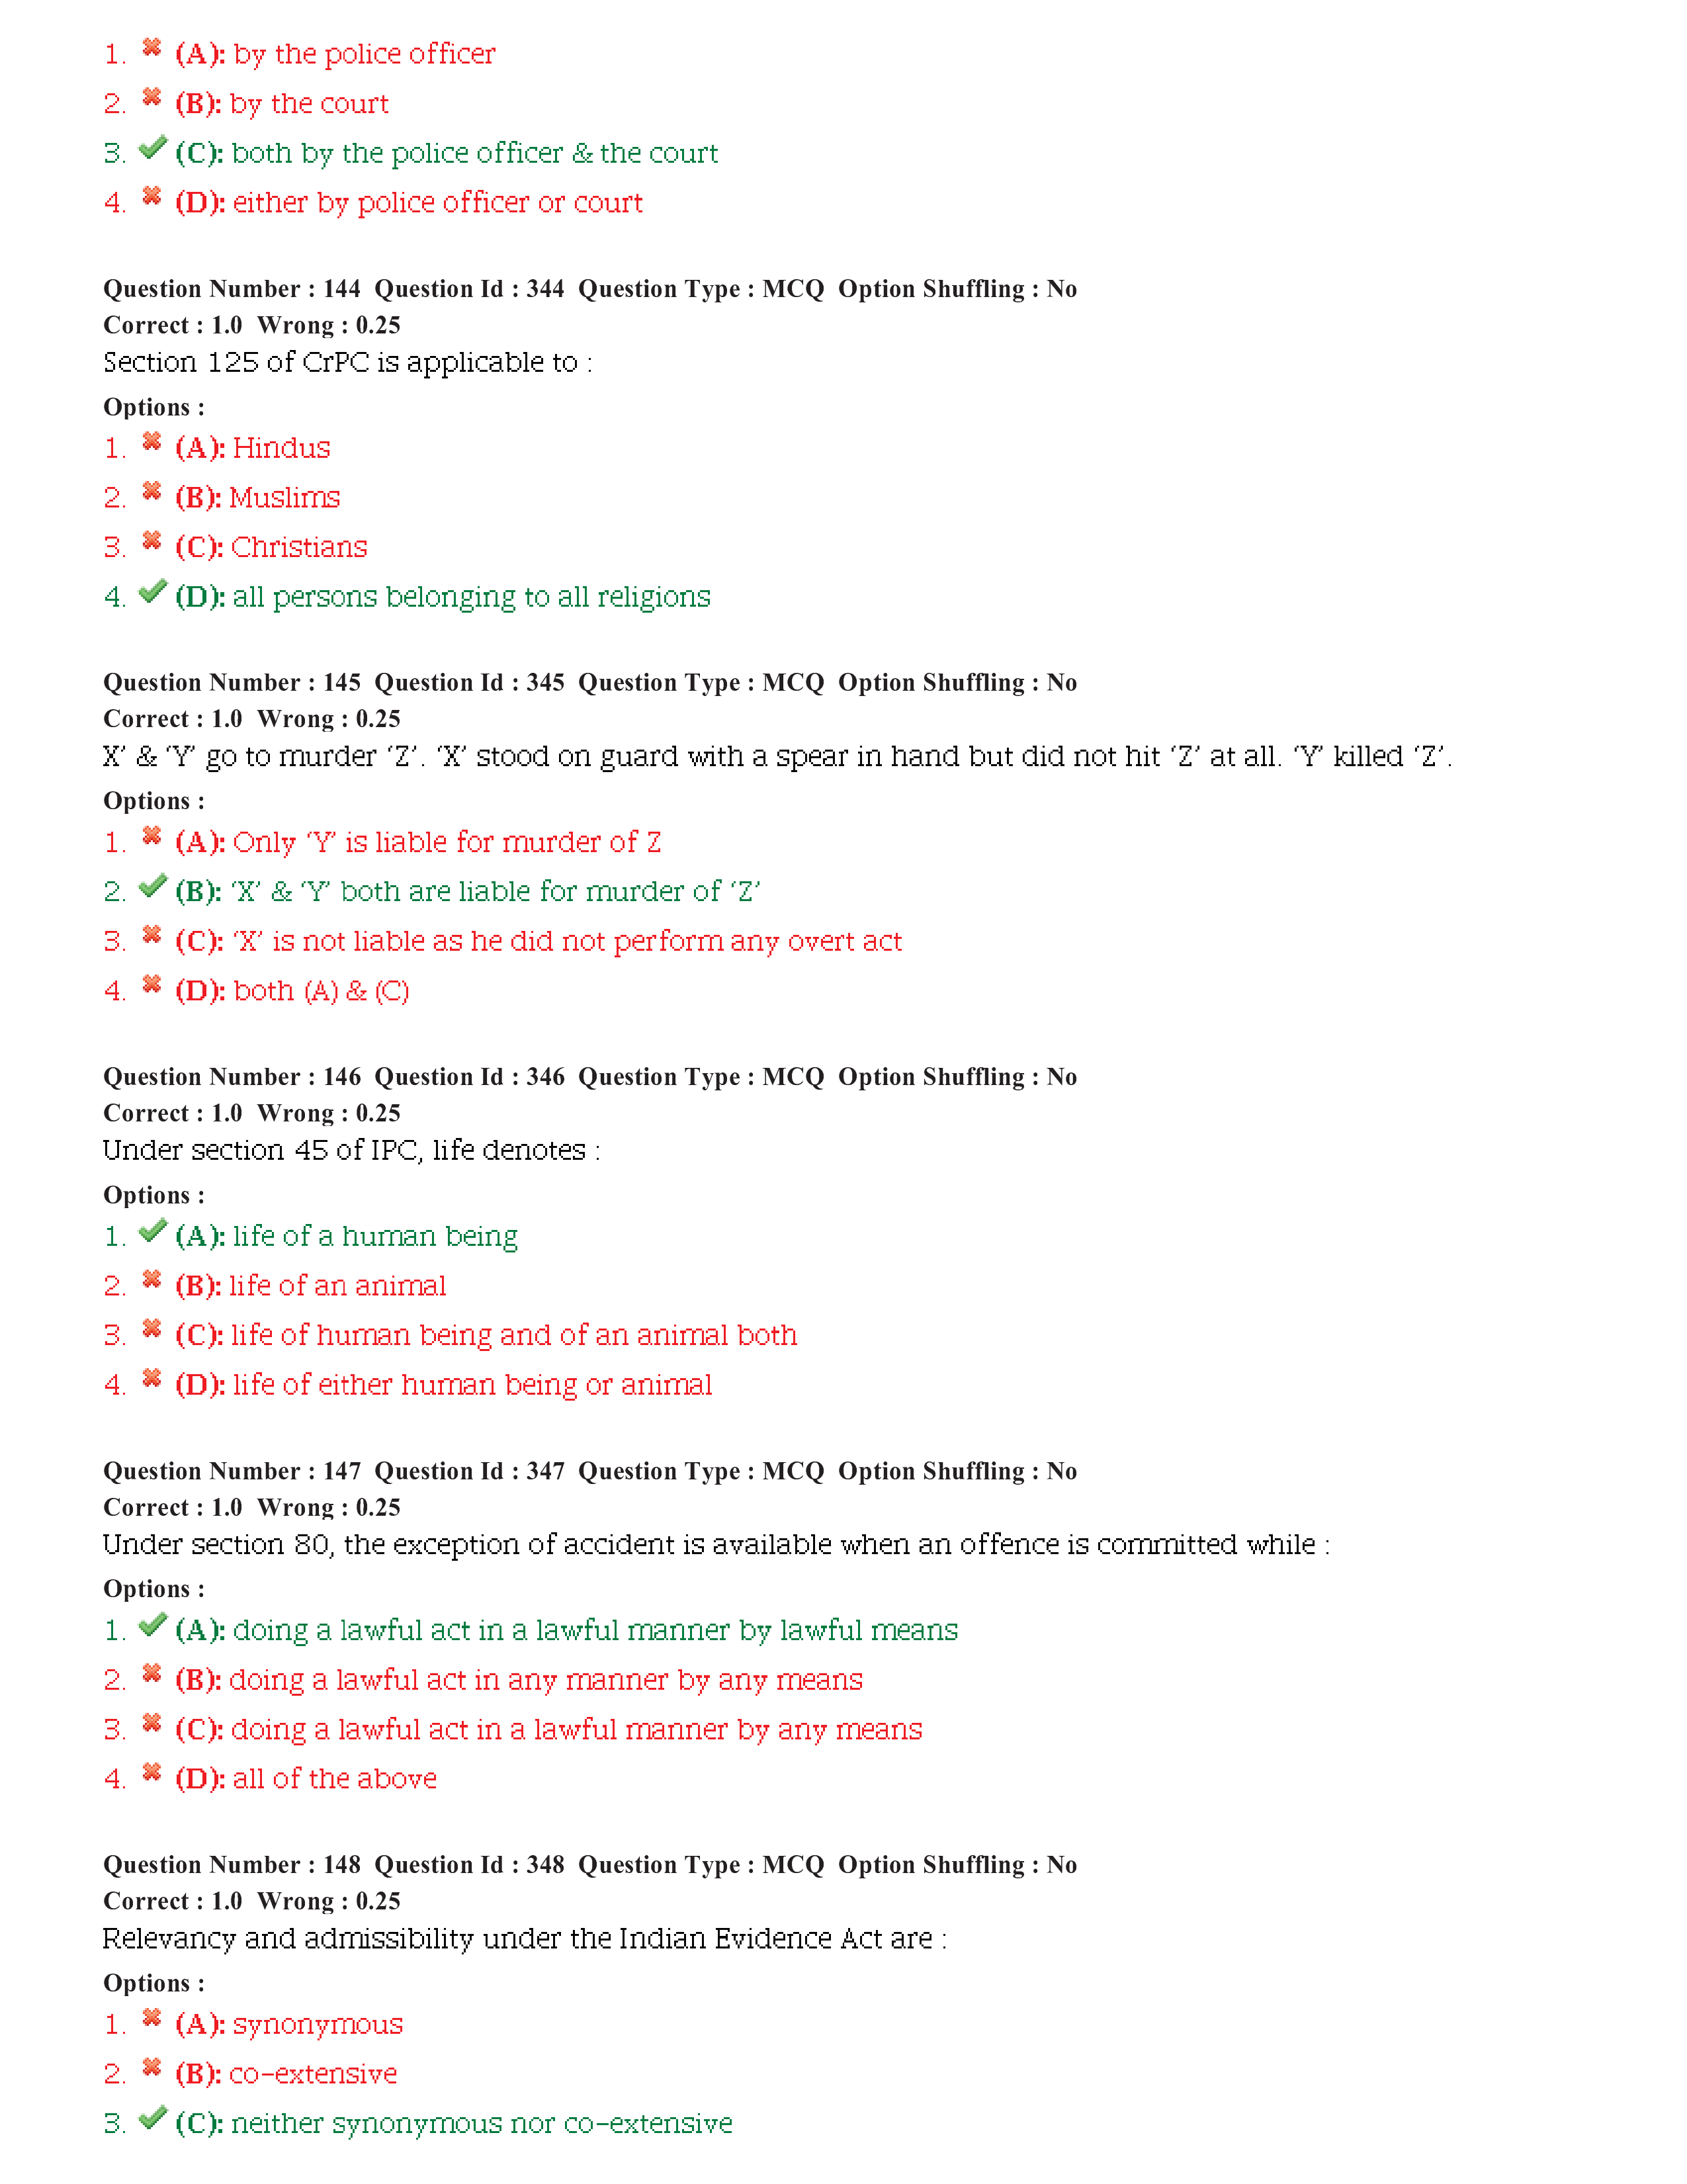 1. (A): by the police officer
2. (B): by the court
3. (C): both by the police officer & the court
4. (D): either by police officer or court
Question Number : 144 Question Id : 344 Question Type : MCQ Option Shuffling : No
Correct : 1.0 Wrong : 0.25
Section 125 of CrPC is applicable to :
Options :
1. (A): Hindus
2. (B): Muslims
3. (C): Christians
4. (D): all persons belonging to all religions
Question Number : 145 Question Id : 345 Question Type : MCQ Option Shuffling : No
Correct : 1.0 Wrong : 0.25
X’ & ‘Y’ go to murder ‘Z’. ‘X’ stood on guard with a spear in hand but did not hit ‘Z’ at all. ‘Y’ killed ‘Z’.
Options :
1. (A): Only ‘Y’ is liable for murder of Z
2. (B): ‘X’ & ‘Y’ both are liable for murder of ‘Z’
3. (C): ‘X’ is not liable as he did not perform any overt act
4. (D): both (A) & (C)
Question Number : 146 Question Id : 346 Question Type : MCQ Option Shuffling : No
Correct : 1.0 Wrong : 0.25
Under section 45 of IPC, life denotes :
Options :
1. (A): life of a human being
2. (B): life of an animal
3. (C): life of human being and of an animal both
4. (D): life of either human being or animal
Question Number : 147 Question Id : 347 Question Type : MCQ Option Shuffling : No
Correct : 1.0 Wrong : 0.25
Under section 80, the exception of accident is available when an offence is committed while :
Options :
1. (A): doing a lawful act in a lawful manner by lawful means
2. (B): doing a lawful act in any manner by any means
3. (C): doing a lawful act in a lawful manner by any means
4. (D): all of the above
Question Number : 148 Question Id : 348 Question Type : MCQ Option Shuffling : No
Correct : 1.0 Wrong : 0.25
Relevancy and admissibility under the Indian Evidence Act are :
Options :
1. (A): synonymous
2. (B): co-extensive
3. (C): neither synonymous nor co-extensive